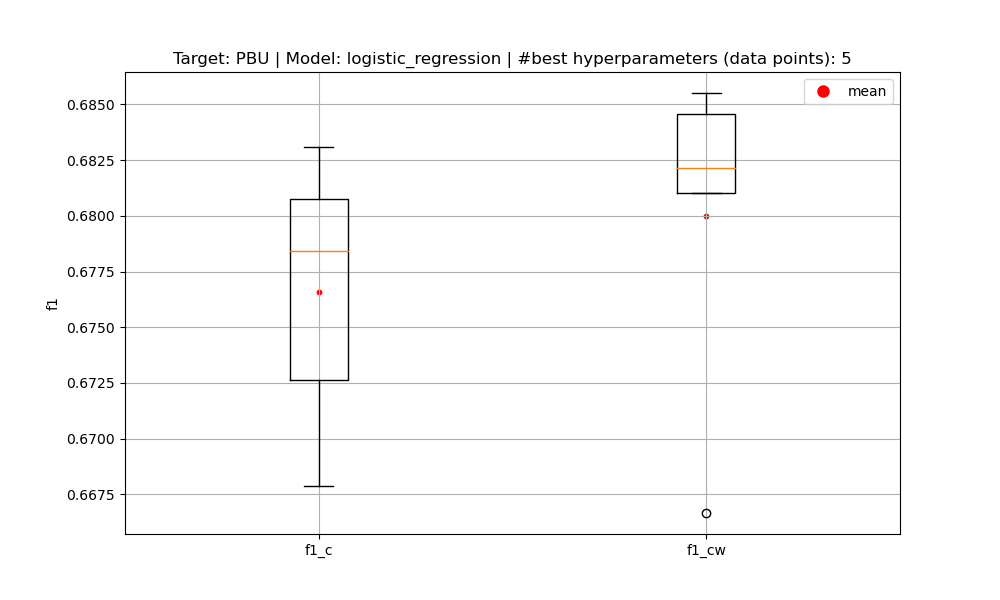 Target: PBU | Model: logistic_regression | #best hyperparameters (data points): 5
mean
f1
0.6850
0.6825
0.6800
0.6775
0.6750
0.6725
0.6700
0.6675
f1_c
f1_cw